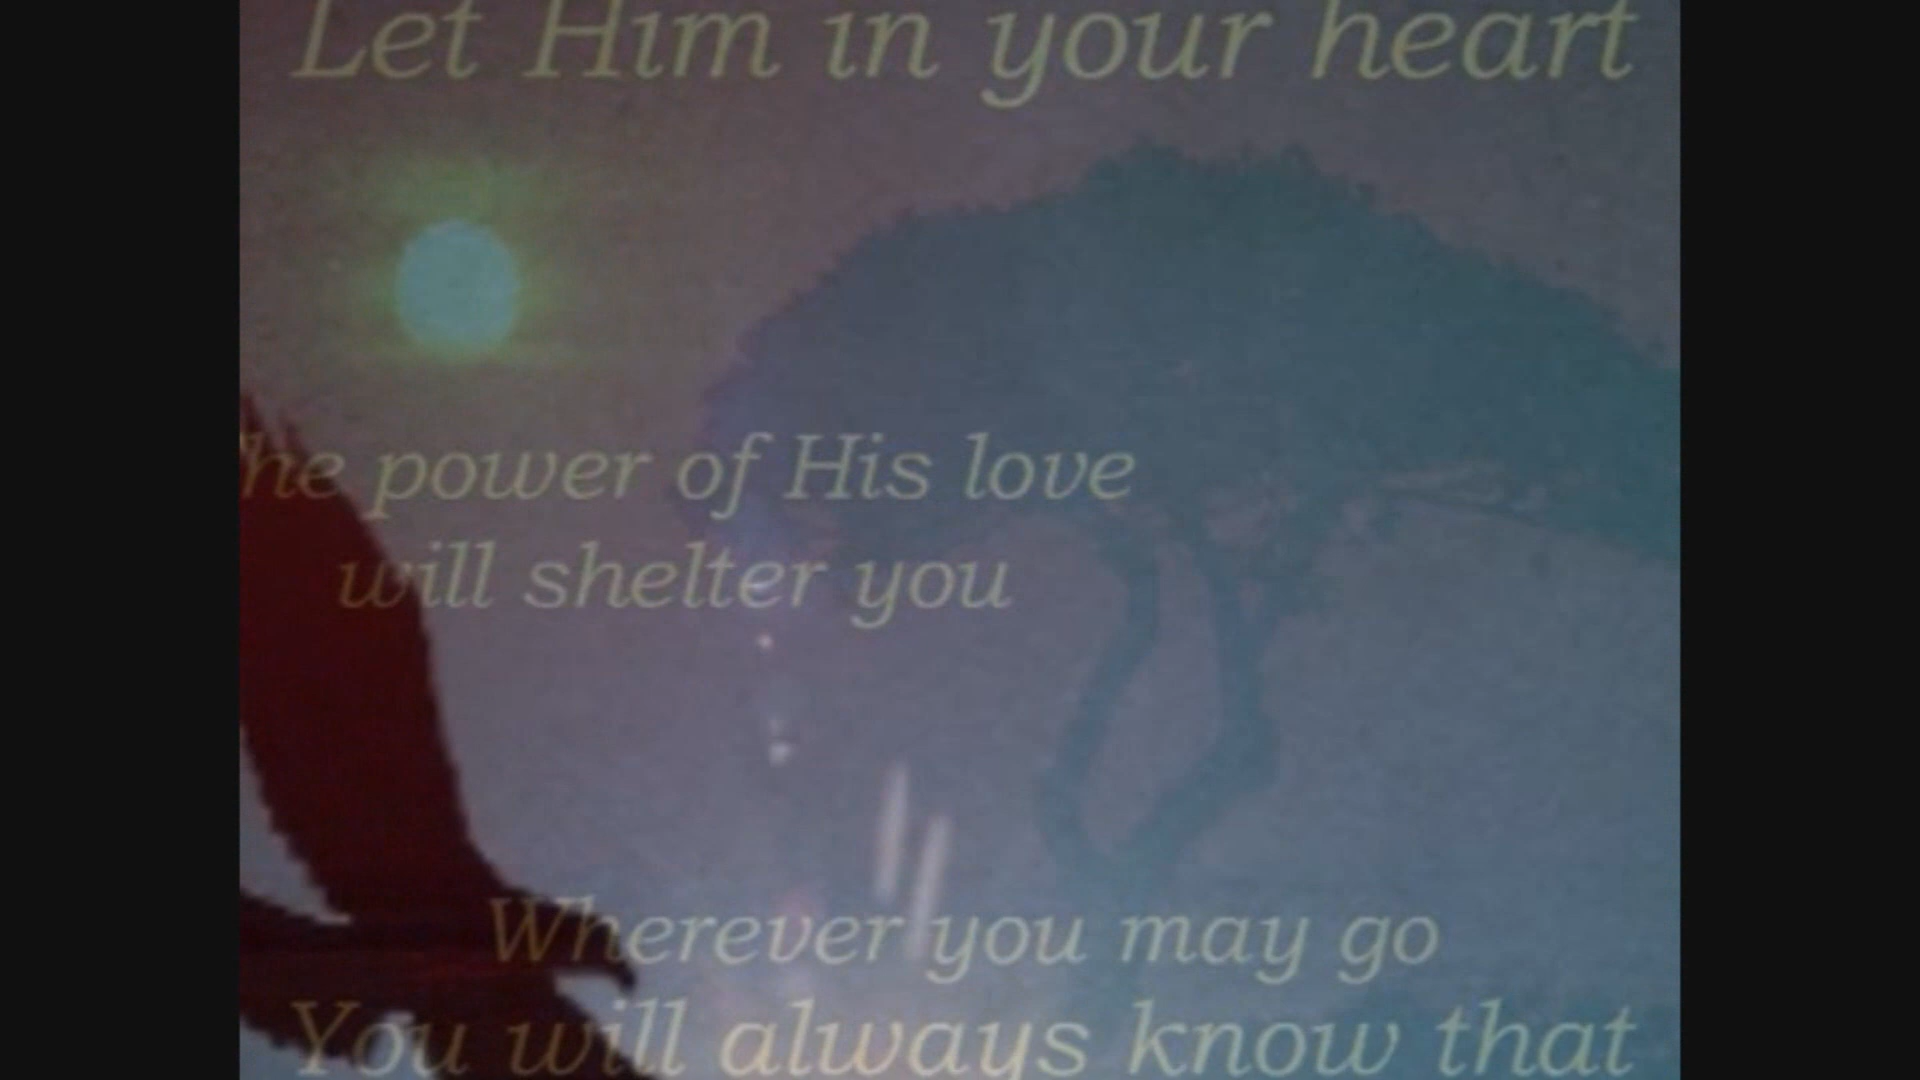 Let Him in your heart
The power of His love
will shelter you
Wherever you may go
You will always know that